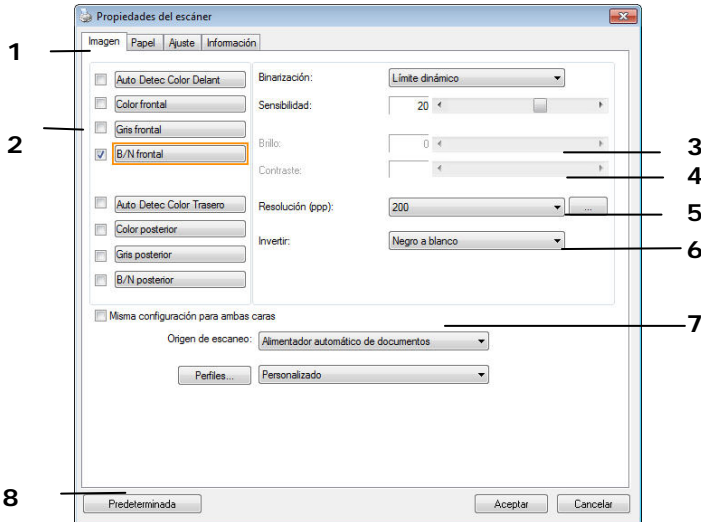 Propiedades del escáner
1
Imagen Papel Ajuste Información
Auto Detec Color Delant
Color frontal
2
Gris frontal
B/N frontal
Auto Detec Color Trasero
Color posterior
Gris posterior
B/N posterior
Binarización: Límite dinámico
Sensibilidad: 20
Brillo: 0
3
Contraste:
4
Resolución (ppp): 200 ...
5
Invertir: Negro a blanco
6
Misma configuración para ambas caras
7
Origen de escaneo: Alimentador automático de documentos
Perfiles... Personalizado
8
Predeterminada Aceptar Cancelar